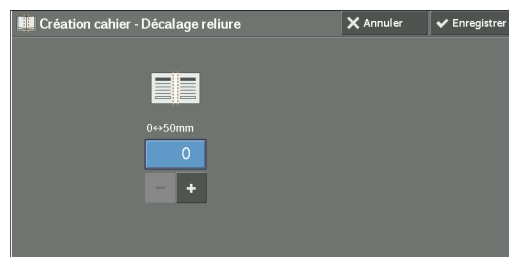 Création cahier - Décalage reliure
Annuler
Enregistrer
0↔50mm
0
− +